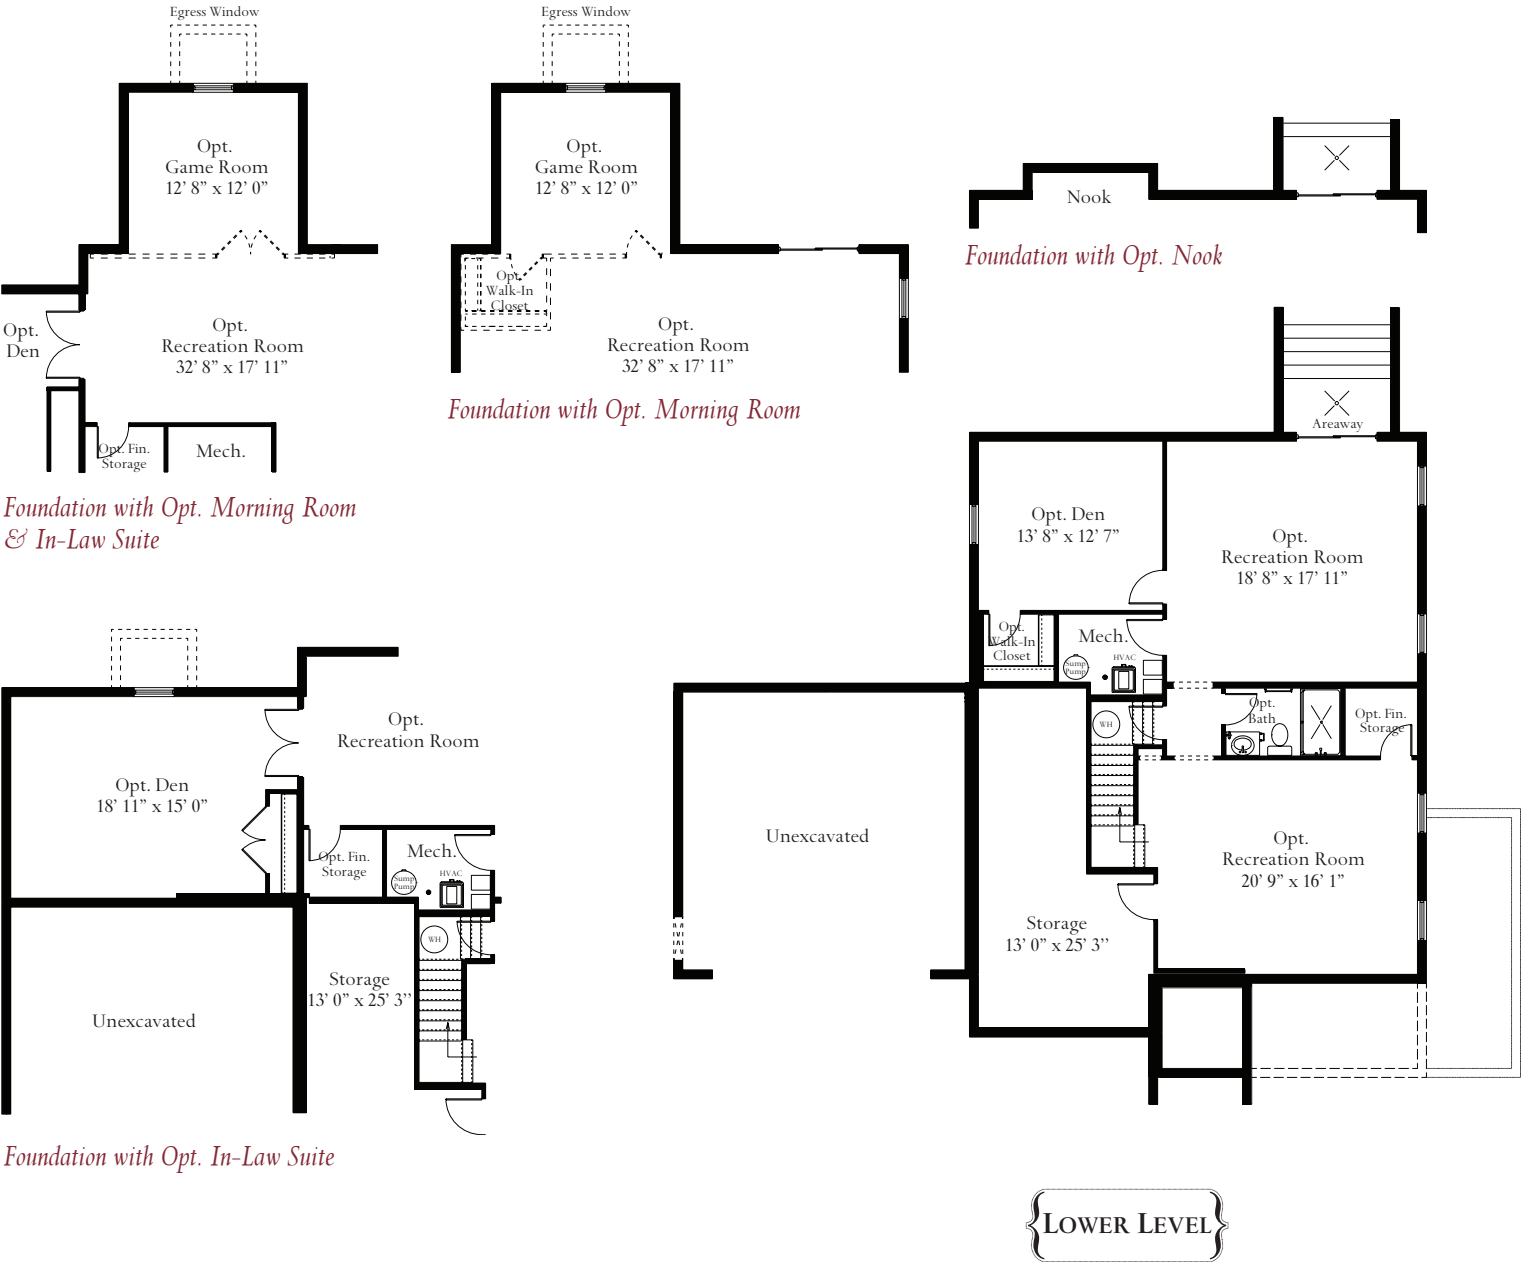 Egress Window
Opt.
Game Room
12’ 8” x 12’ 0”
Opt.
Den
Opt.
Recreation Room
32’ 8” x 17’ 11”
Opt. Fin.
Storage
Mech.
Foundation with Opt. Morning Room
& In-Law Suite
Egress Window
Opt.
Game Room
12’ 8” x 12’ 0”
Opt.
Walk-In
Closet
Opt.
Recreation Room
32’ 8” x 17’ 11”
Foundation with Opt. Morning Room
Nook
Foundation with Opt. Nook
Areaway
Opt. Den
13’ 8” x 12’ 7”
Opt.
Recreation Room
18’ 8” x 17’ 11”
Opt.
Walk-In
Closet
Mech.
Sump
Pump
HVAC
WH
Opt.
Bath
Opt. Fin.
Storage
Unexcavated
Opt.
Recreation Room
20’ 9” x 16’ 1”
Storage
13’ 0” x 25’ 3’’
Opt.
Recreation Room
Opt. Den
18’ 11” x 15’ 0”
Opt. Fin.
Storage
Mech.
Sump
Pump
HVAC
WH
Storage
13’ 0” x 25’ 3’’
Unexcavated
Foundation with Opt. In-Law Suite
{LOWER LEVEL}